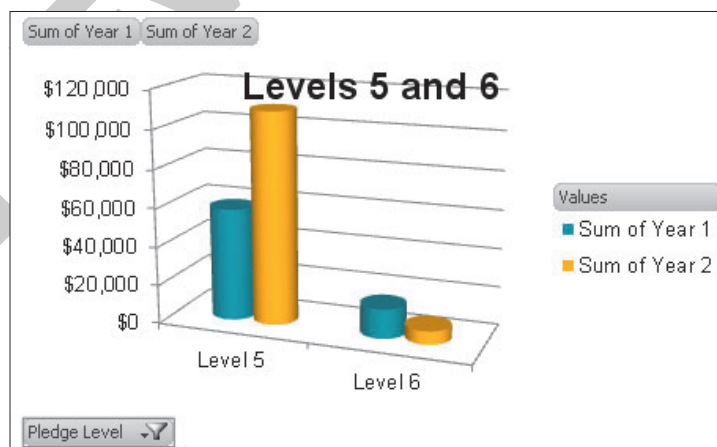 Sum of Year 1 Sum of Year 2
Levels 5 and 6
$120,000
$100,000
$80,000
$60,000
$40,000
$20,000
$0
Level 5
Level 6
Values
Sum of Year 1
Sum of Year 2
Pledge Level